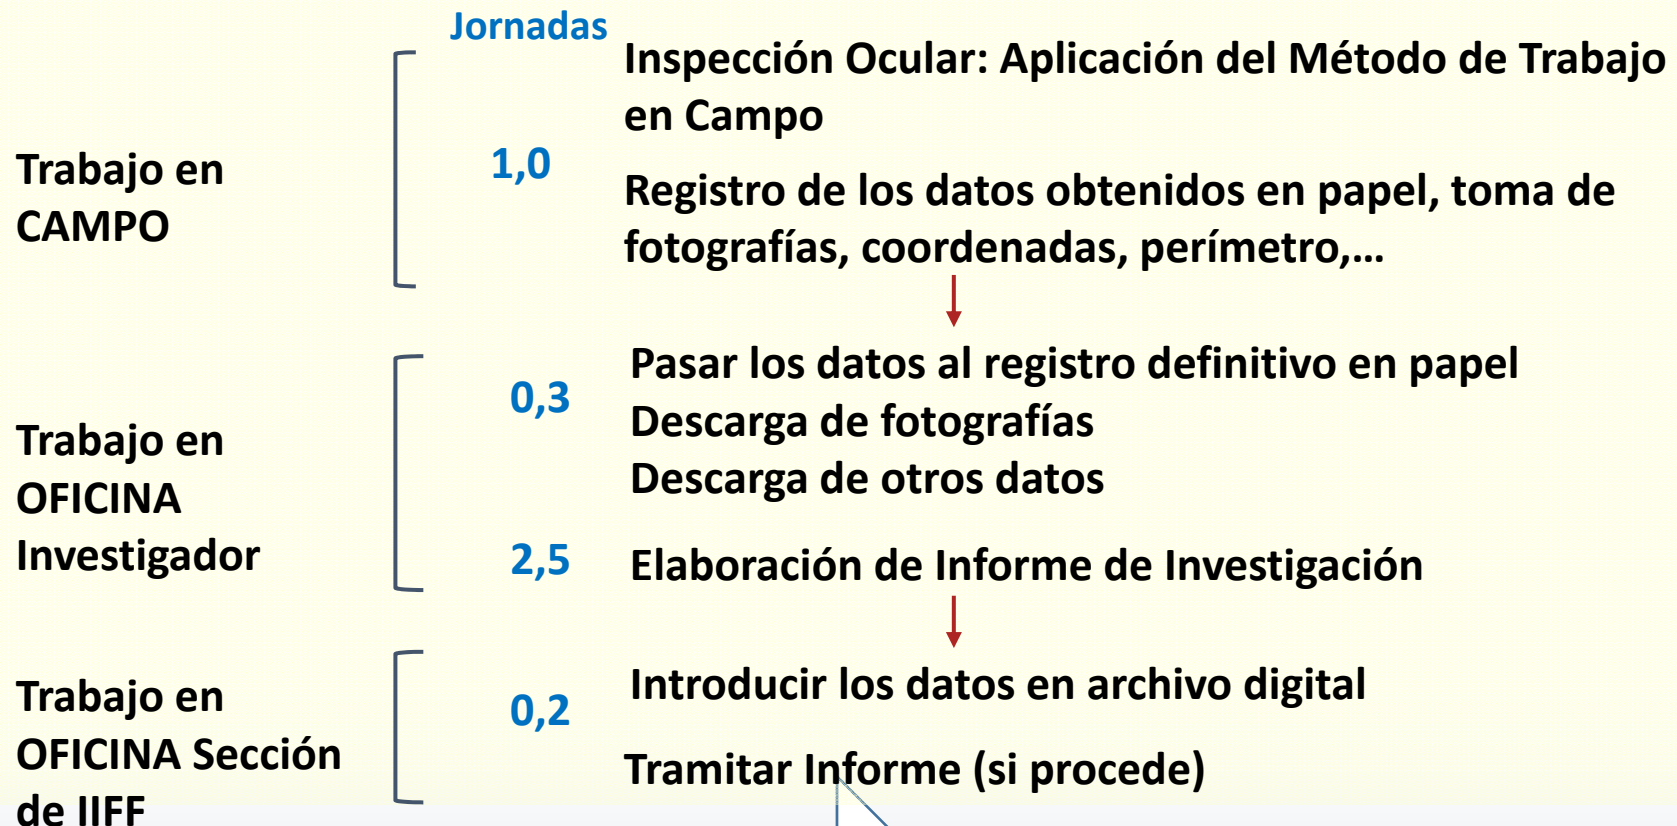 Jornadas
Trabajo en
CAMPO
1,0
Inspección Ocular: Aplicación del Método de Trabajo
en Campo
Registro de los datos obtenidos en papel, toma de
fotografías, coordenadas, perímetro,...
Trabajo en
OFICINA
Investigador
0,3
Pasar los datos al registro definitivo en papel
Descarga de fotografías
Descarga de otros datos
2,5
Elaboración de Informe de Investigación
Trabajo en
OFICINA Sección
de IIFF
0,2
Introducir los datos en archivo digital
Tramitar Informe (si procede)